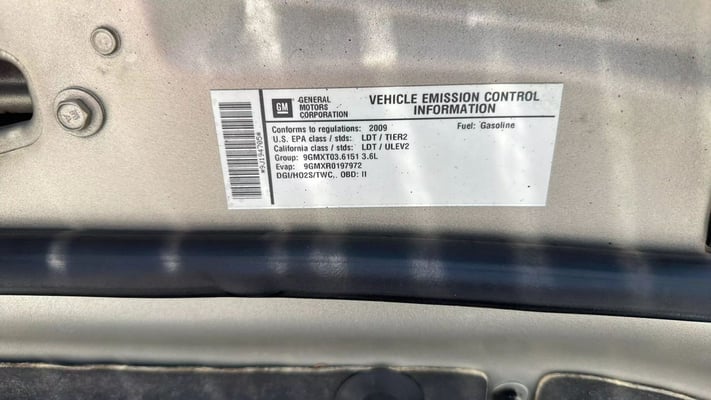 GM
GENERAL
MOTORS
CORPORATION
VEHICLE EMISSION CONTROL
INFORMATION
Conforms to regulations: 2009
Fuel: Gasoline
U.S. EPA class / stds: LDT / TIER2
California class / stds: LDT / ULEV2
Group: 9GMXT03.6151 3.6L
Evap: 9GMXR0197972
DGI/HO2S/TWC,. OBD: II
*9J194705*